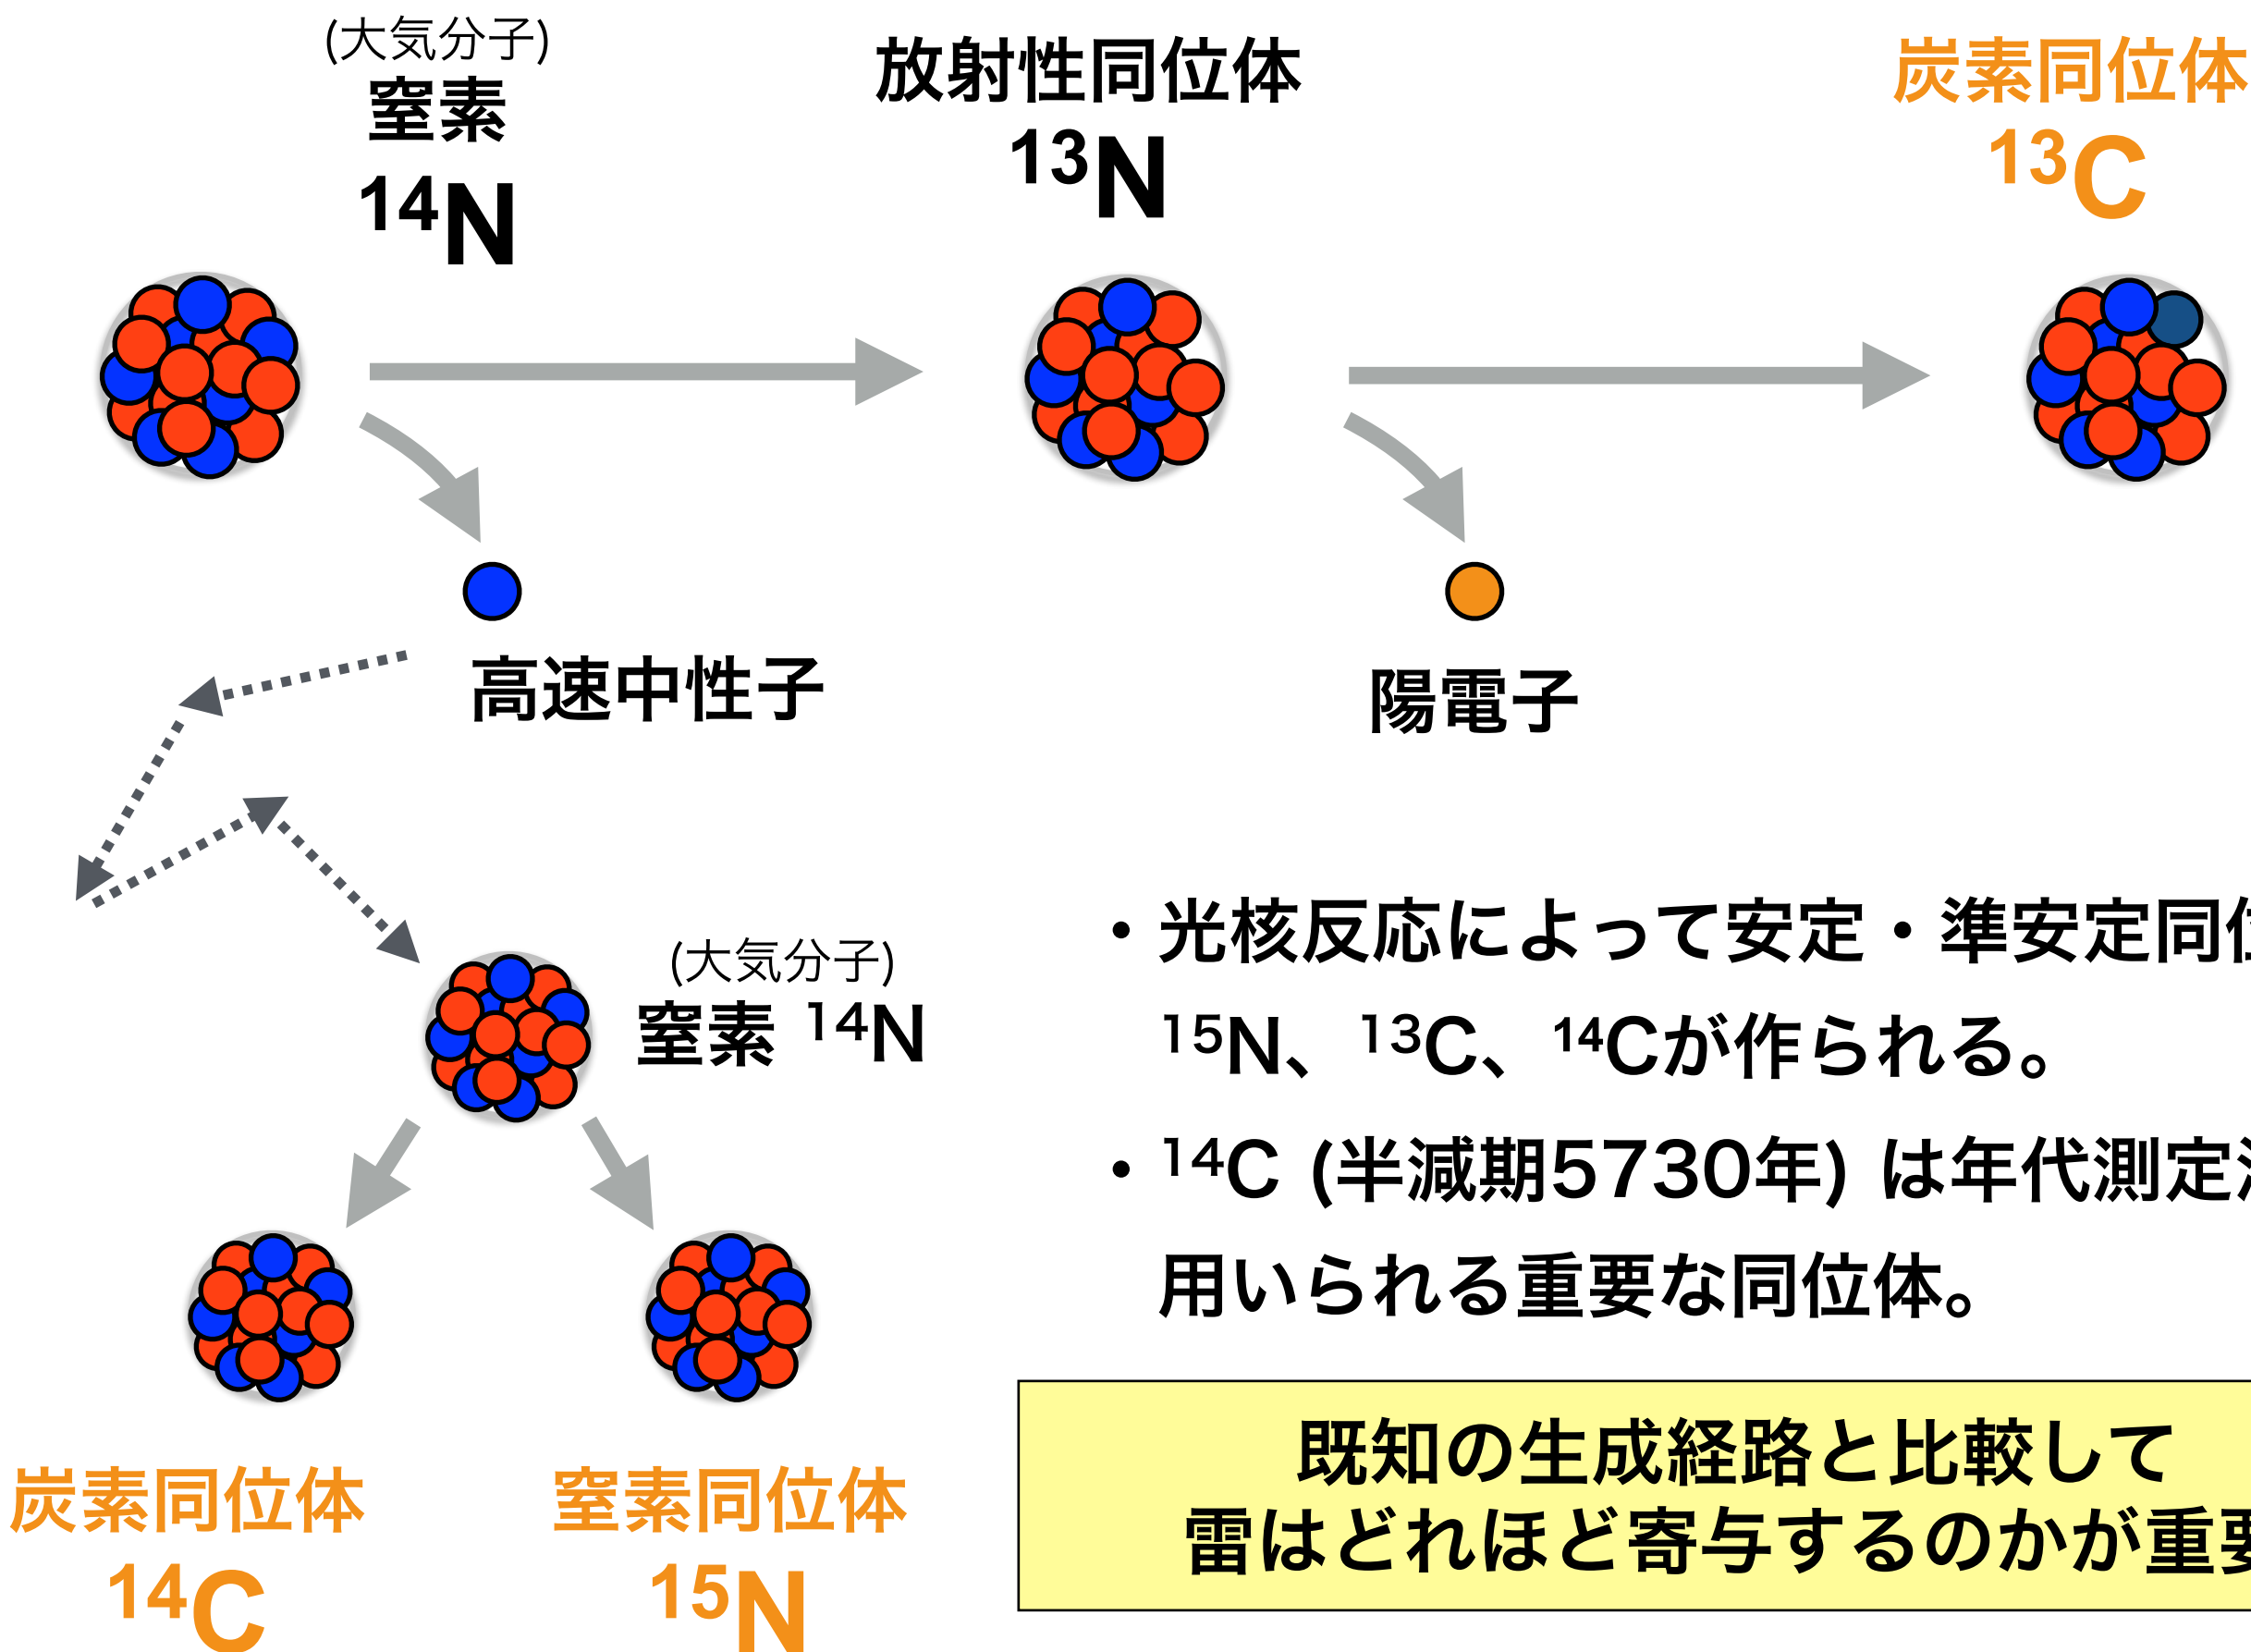 (大気分子)
窒素
¹⁴N
放射性同位体
¹³N
炭素同位体
¹³C
高速中性子
陽電子
(大気分子)
窒素 ¹⁴N
炭素同位体
¹⁴C
窒素同位体
¹⁵N
・光核反応によって安定・準安定同位
¹⁵N、¹³C、¹⁴Cが作られる。
・¹⁴C (半減期5730年) は年代測定
用いられる重要な同位体。
既知の生成経路と比較して
雷はどれほど寄与するのかが重要